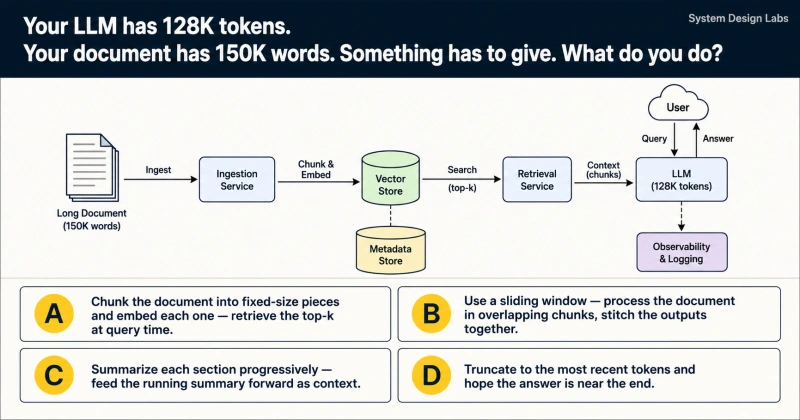 Your LLM has 128K tokens.
System Design Labs
Your document has 150K words. Something has to give. What do you do?
User
Query
Answer
Ingest
Chunk &
Embed
Search
(top-k)
Context
(chunks)
Long Document
(150K words)
Ingestion
Service
Vector
Store
Retrieval
Service
LLM
(128K tokens)
Metadata
Store
Observability
& Logging
A
Chunk the document into fixed-size pieces
and embed each one — retrieve the top-k
at query time.
B
Use a sliding window — process the document
in overlapping chunks, stitch the outputs
together.
C
Summarize each section progressively —
feed the running summary forward as context.
D
Truncate to the most recent tokens and
hope the answer is near the end.